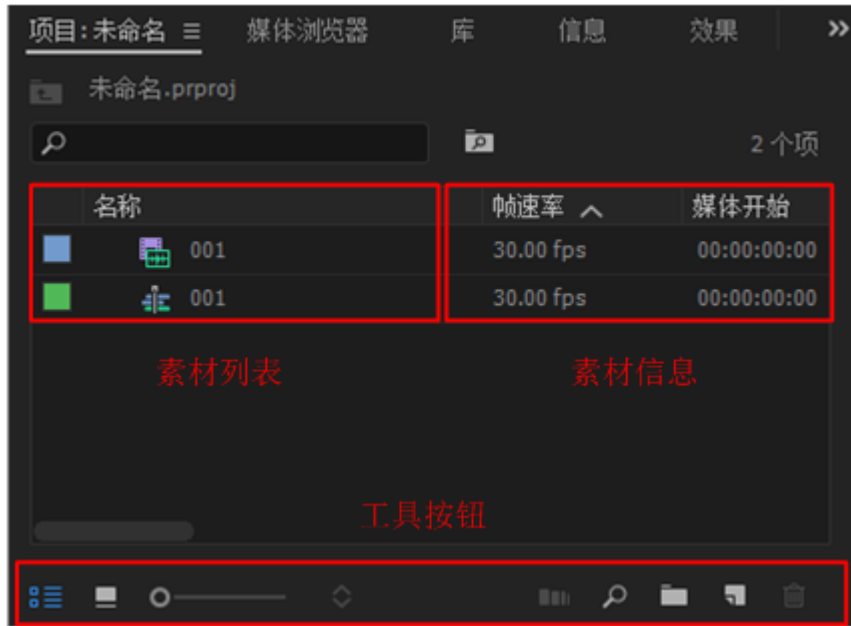 项目:未命名 ☰ 媒体浏览器 库 信息 效果 »
未命名.prproj
2 个项
名称 帧速率 媒体开始
001 30.00 fps 00:00:00:00
001 30.00 fps 00:00:00:00
素材列表 素材信息
工具按钮